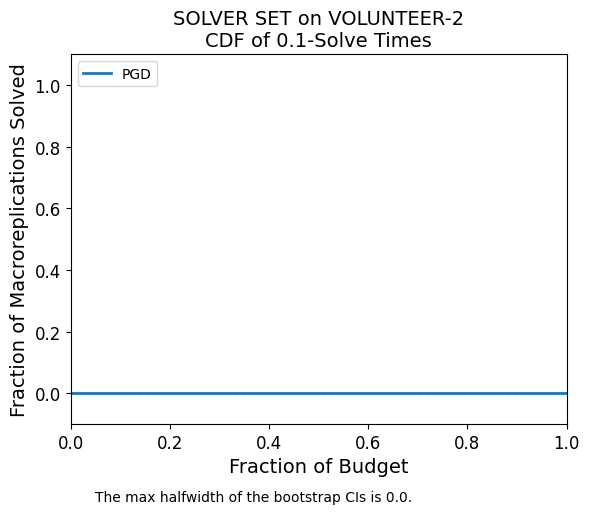 SOLVER SET on VOLUNTEER-2
CDF of 0.1-Solve Times
PGD
Fraction of Macroreplications Solved
1.0
0.8
0.6
0.4
0.2
0.0
0.0 0.2 0.4 0.6 0.8 1.0
Fraction of Budget
The max halfwidth of the bootstrap CIs is 0.0.